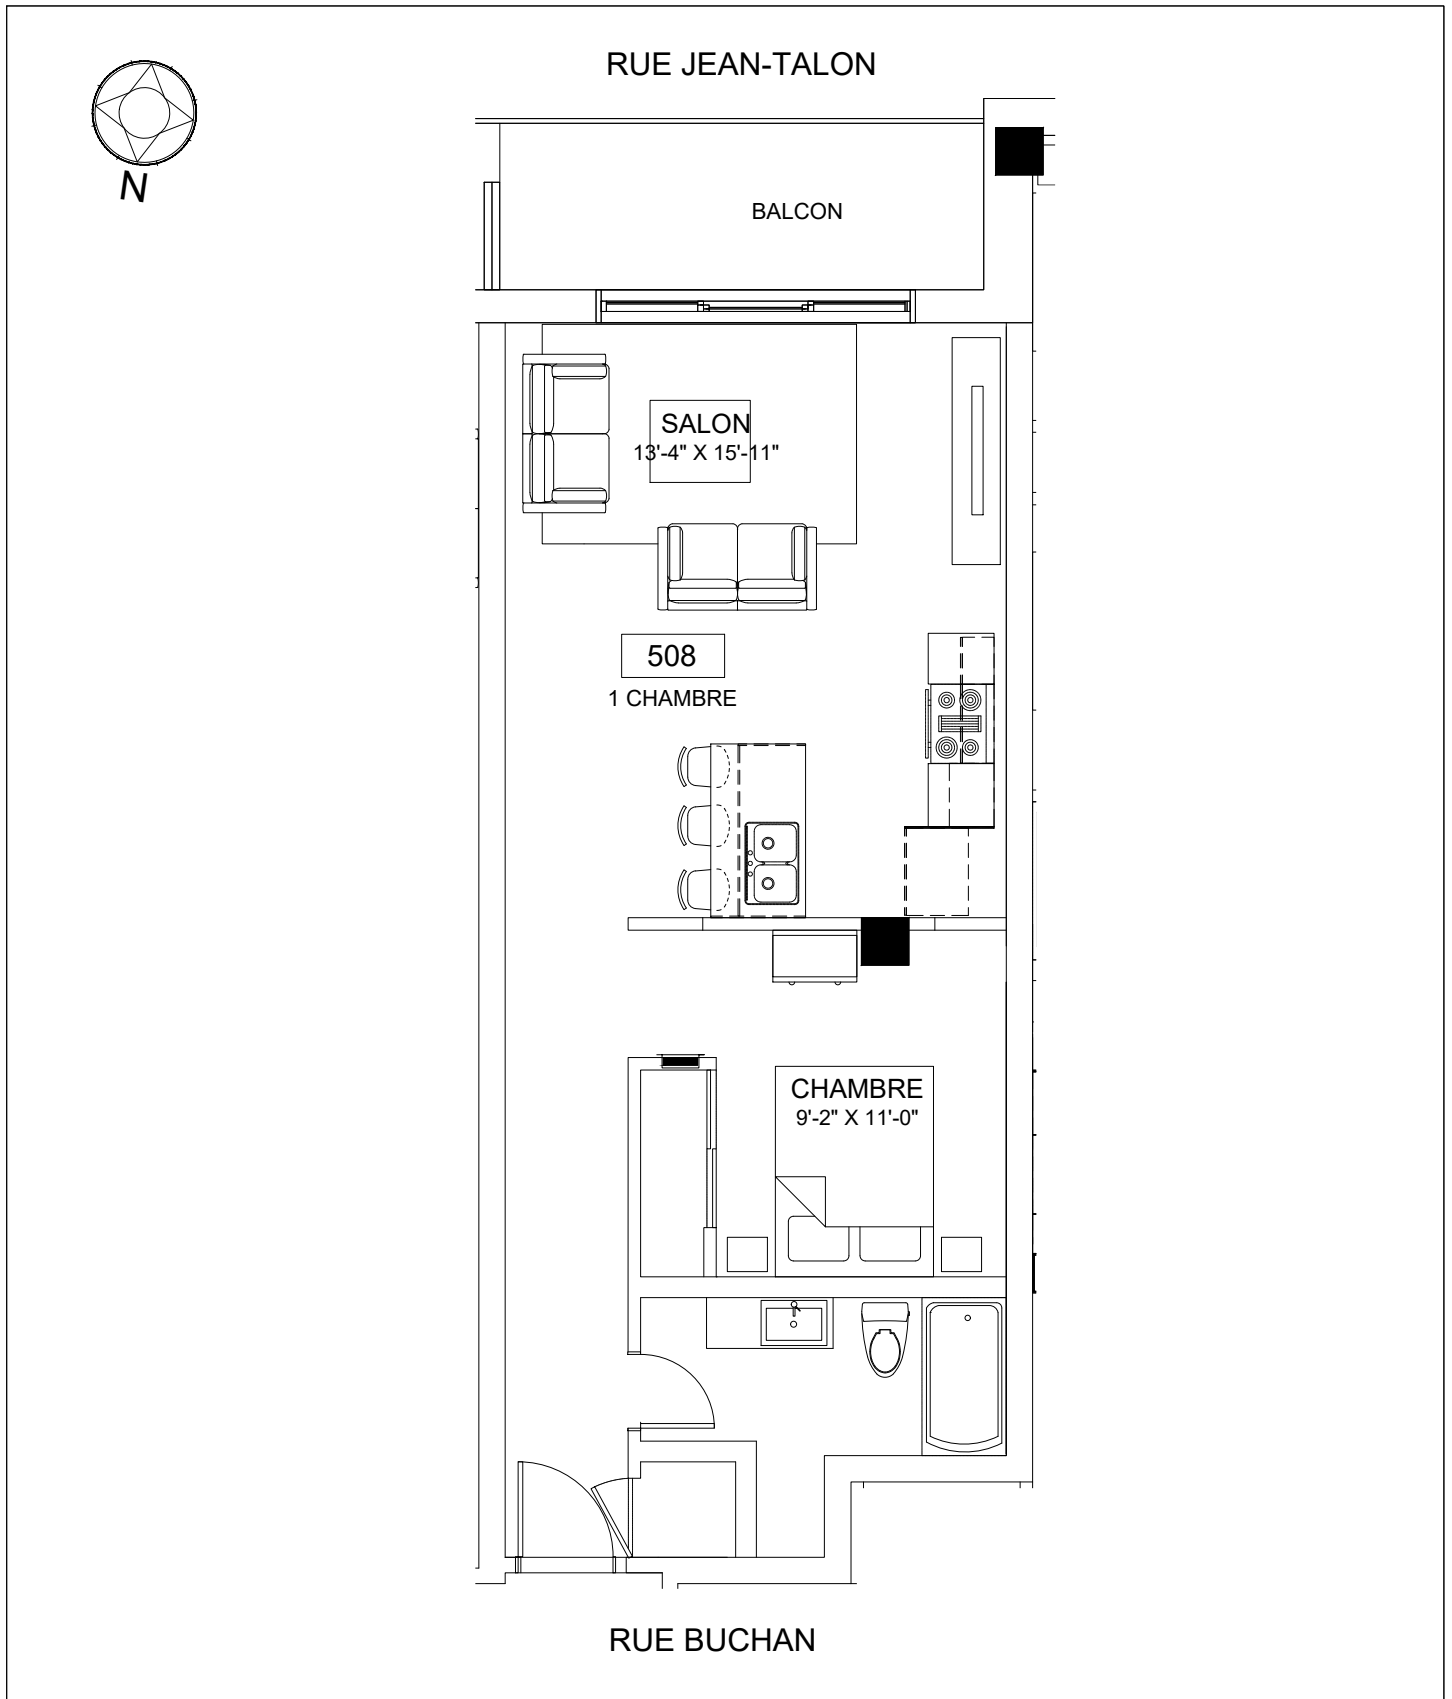 RUE JEAN-TALON
N
BALCON
SALON
13'-4" X 15'-11"
508
1 CHAMBRE
CHAMBRE
9'-2" X 11'-0"
RUE BUCHAN